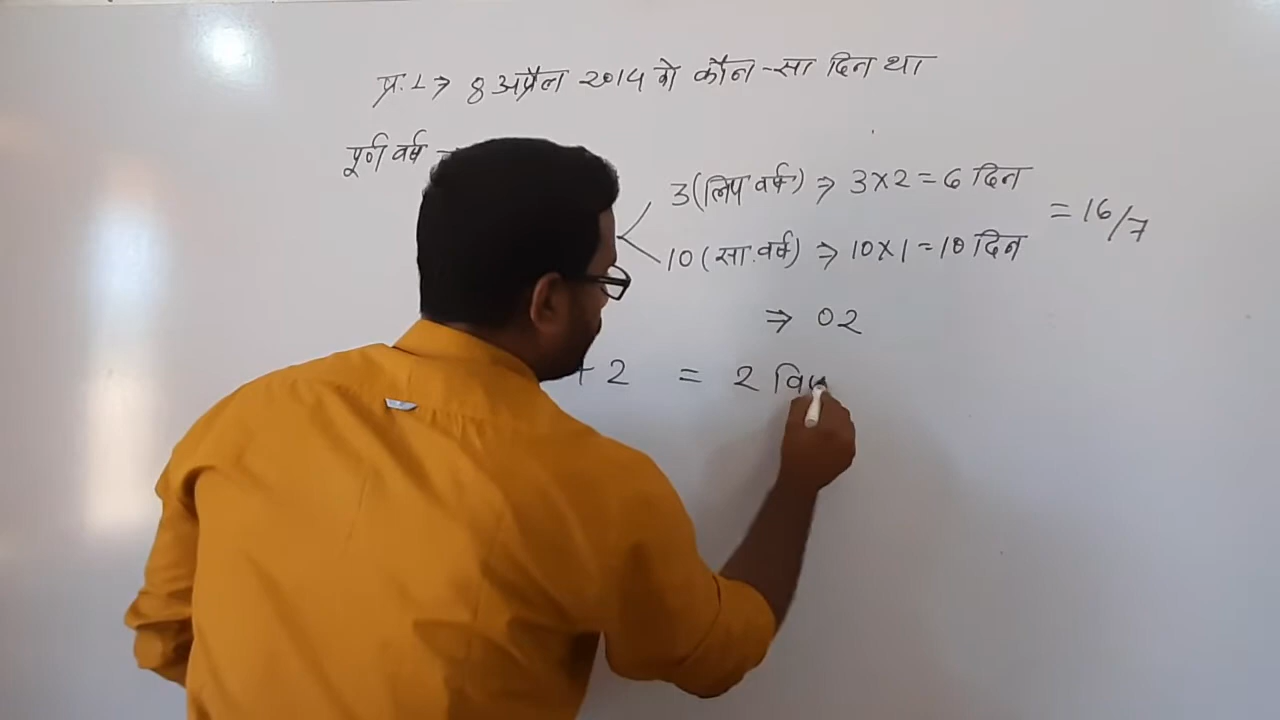 प्र.1 ⇒ 8 अप्रैल 2014 को कौन-सा दिन था
पूर्ण वर्ष
3(लिप वर्ष) ⇒ 3×2 = 6 दिन
= 16/7
10(सा.वर्ष) ⇒ 10×1 = 10 दिन
⇒ 02
+ 2 = 2 वि